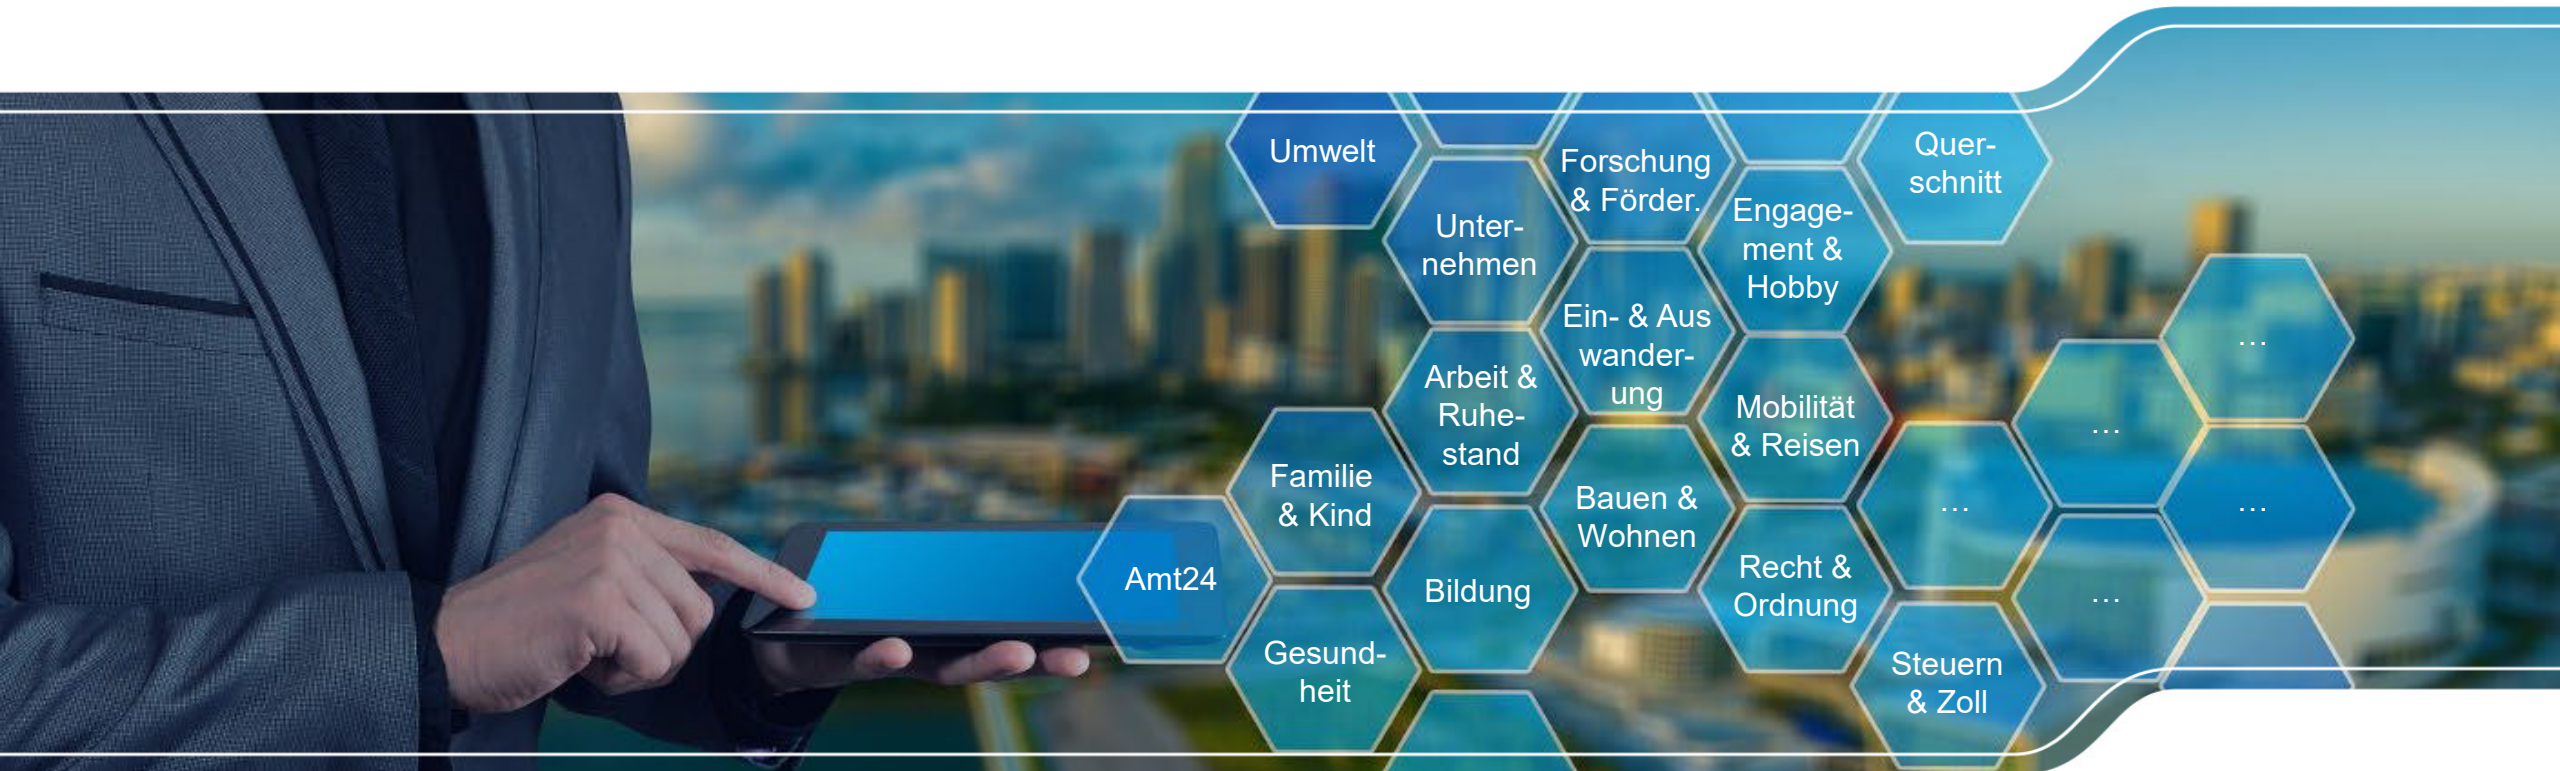 Umwelt
Unter-
nehmen
Forschung
& Förder.
Engage-
ment &
Hobby
Quer-
schnitt
Ein- & Aus
wander-
ung
Arbeit &
Ruhe-
stand
Mobilität
& Reisen
Familie
& Kind
Bauen &
Wohnen
Amt24
Bildung
Recht &
Ordnung
Gesund-
heit
Steuern
& Zoll
...
...
...
...
...